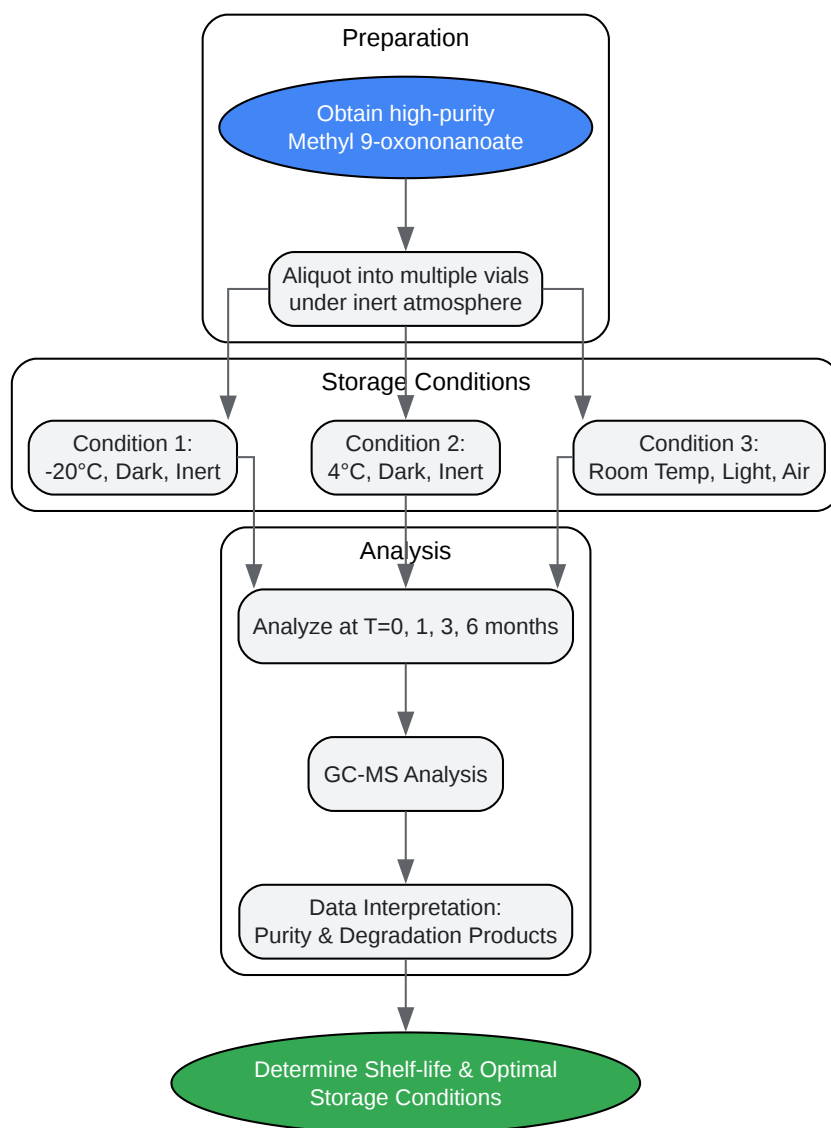 Preparation
Obtain high-purity
Methyl 9-oxononanoate
Aliquot into multiple vials
under inert atmosphere
Storage Conditions
Condition 1:
-20°C, Dark, Inert
Condition 2:
4°C, Dark, Inert
Condition 3:
Room Temp, Light, Air
Analysis
Analyze at T=0, 1, 3, 6 months
GC-MS Analysis
Data Interpretation:
Purity & Degradation Products
Determine Shelf-life & Optimal
Storage Conditions